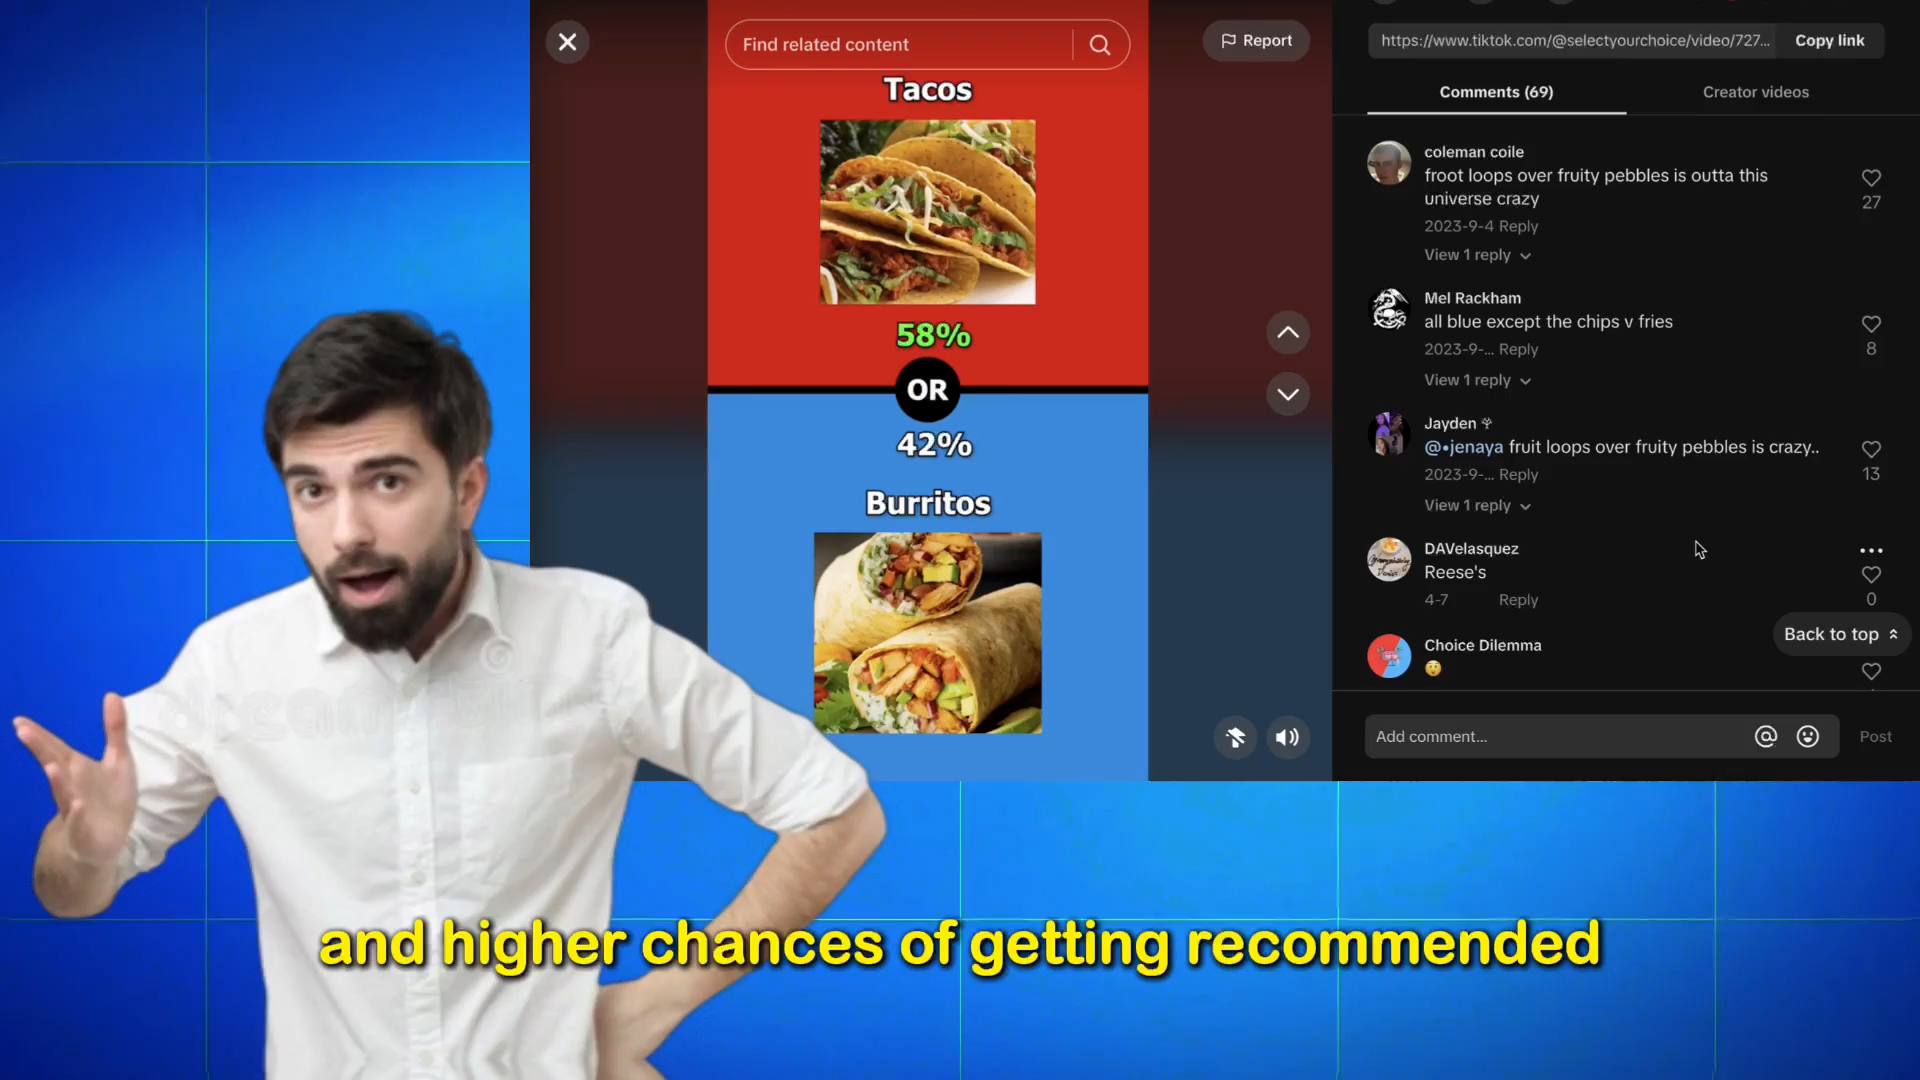 Find related content
Report
Tacos
58%
OR
42%
Burritos
https://www.tiktok.com/@selectyourchoice/video/727...
Copy link
Comments (69)
Creator videos
coleman coile
froot loops over fruity pebbles is outta this
universe crazy
27
2023-9-4 Reply
View 1 reply
Mel Rackham
all blue except the chips v fries
8
2023-9-... Reply
View 1 reply
Jayden
@•jenaya fruit loops over fruity pebbles is crazy..
13
2023-9-... Reply
View 1 reply
DAVelasquez
Reese's
0
4-7 Reply
Back to top
Choice Dilemma
Add comment...
Post
and higher chances of getting recommended